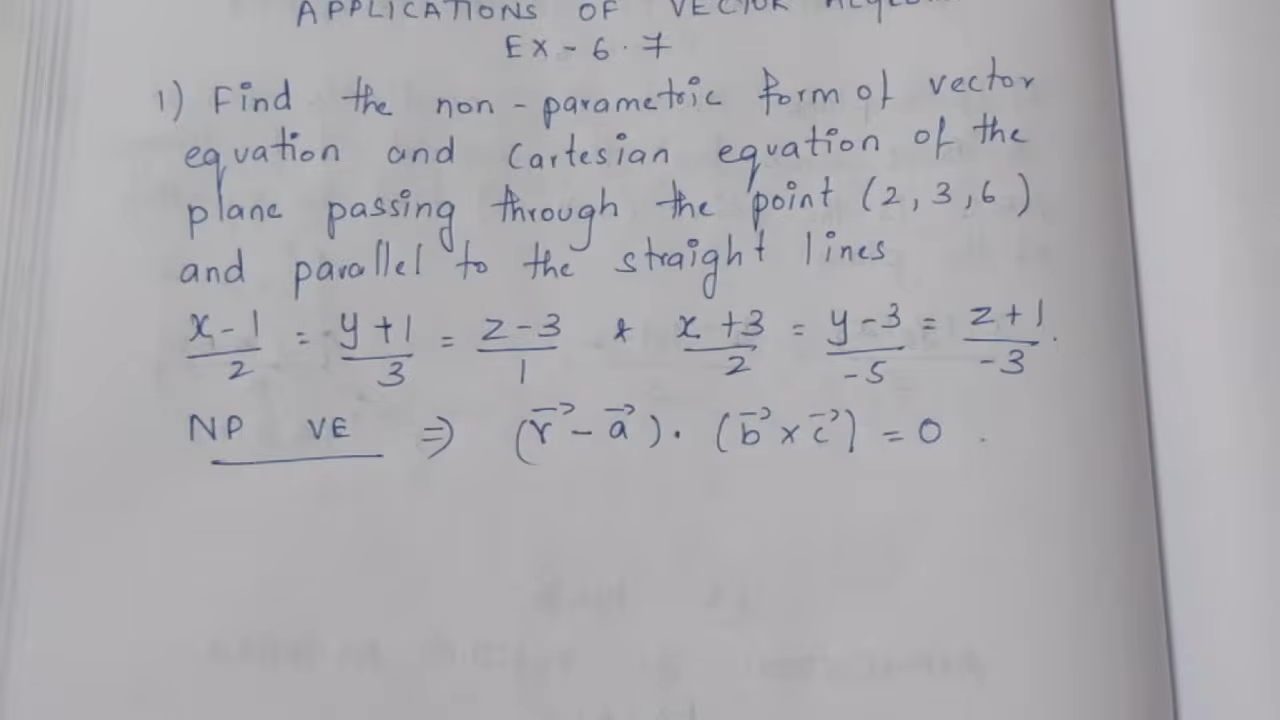 APPLICATIONS OF VECTOR
EX - 6.7
1) Find the non-parametric form of vector
equation and Cartesian equation of the
plane passing through the point (2, 3, 6)
and parallel to the straight lines
x-1/2 = y+1/3 = z-3/1 & x+3/2 = y-3/-5 = z+1/-3.
NP VE ⇒ (r⃗ - a⃗). (b⃗ × c⃗) = 0.